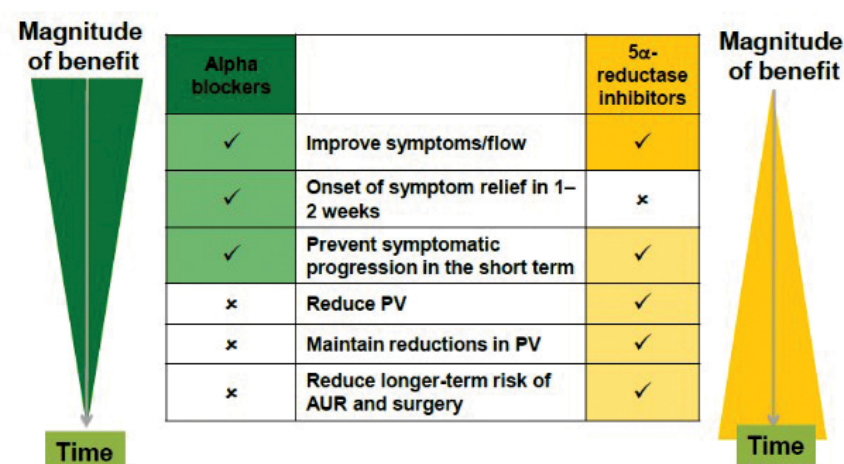 Magnitude
of benefit
Alpha
blockers
5α-
reductase
inhibitors
Magnitude
of benefit
✓ Improve symptoms/flow ✓
✓ Onset of symptom relief in 1–
2 weeks ×
✓ Prevent symptomatic
progression in the short term ✓
× Reduce PV ✓
× Maintain reductions in PV ✓
× Reduce longer-term risk of
AUR and surgery ✓
Time
Time